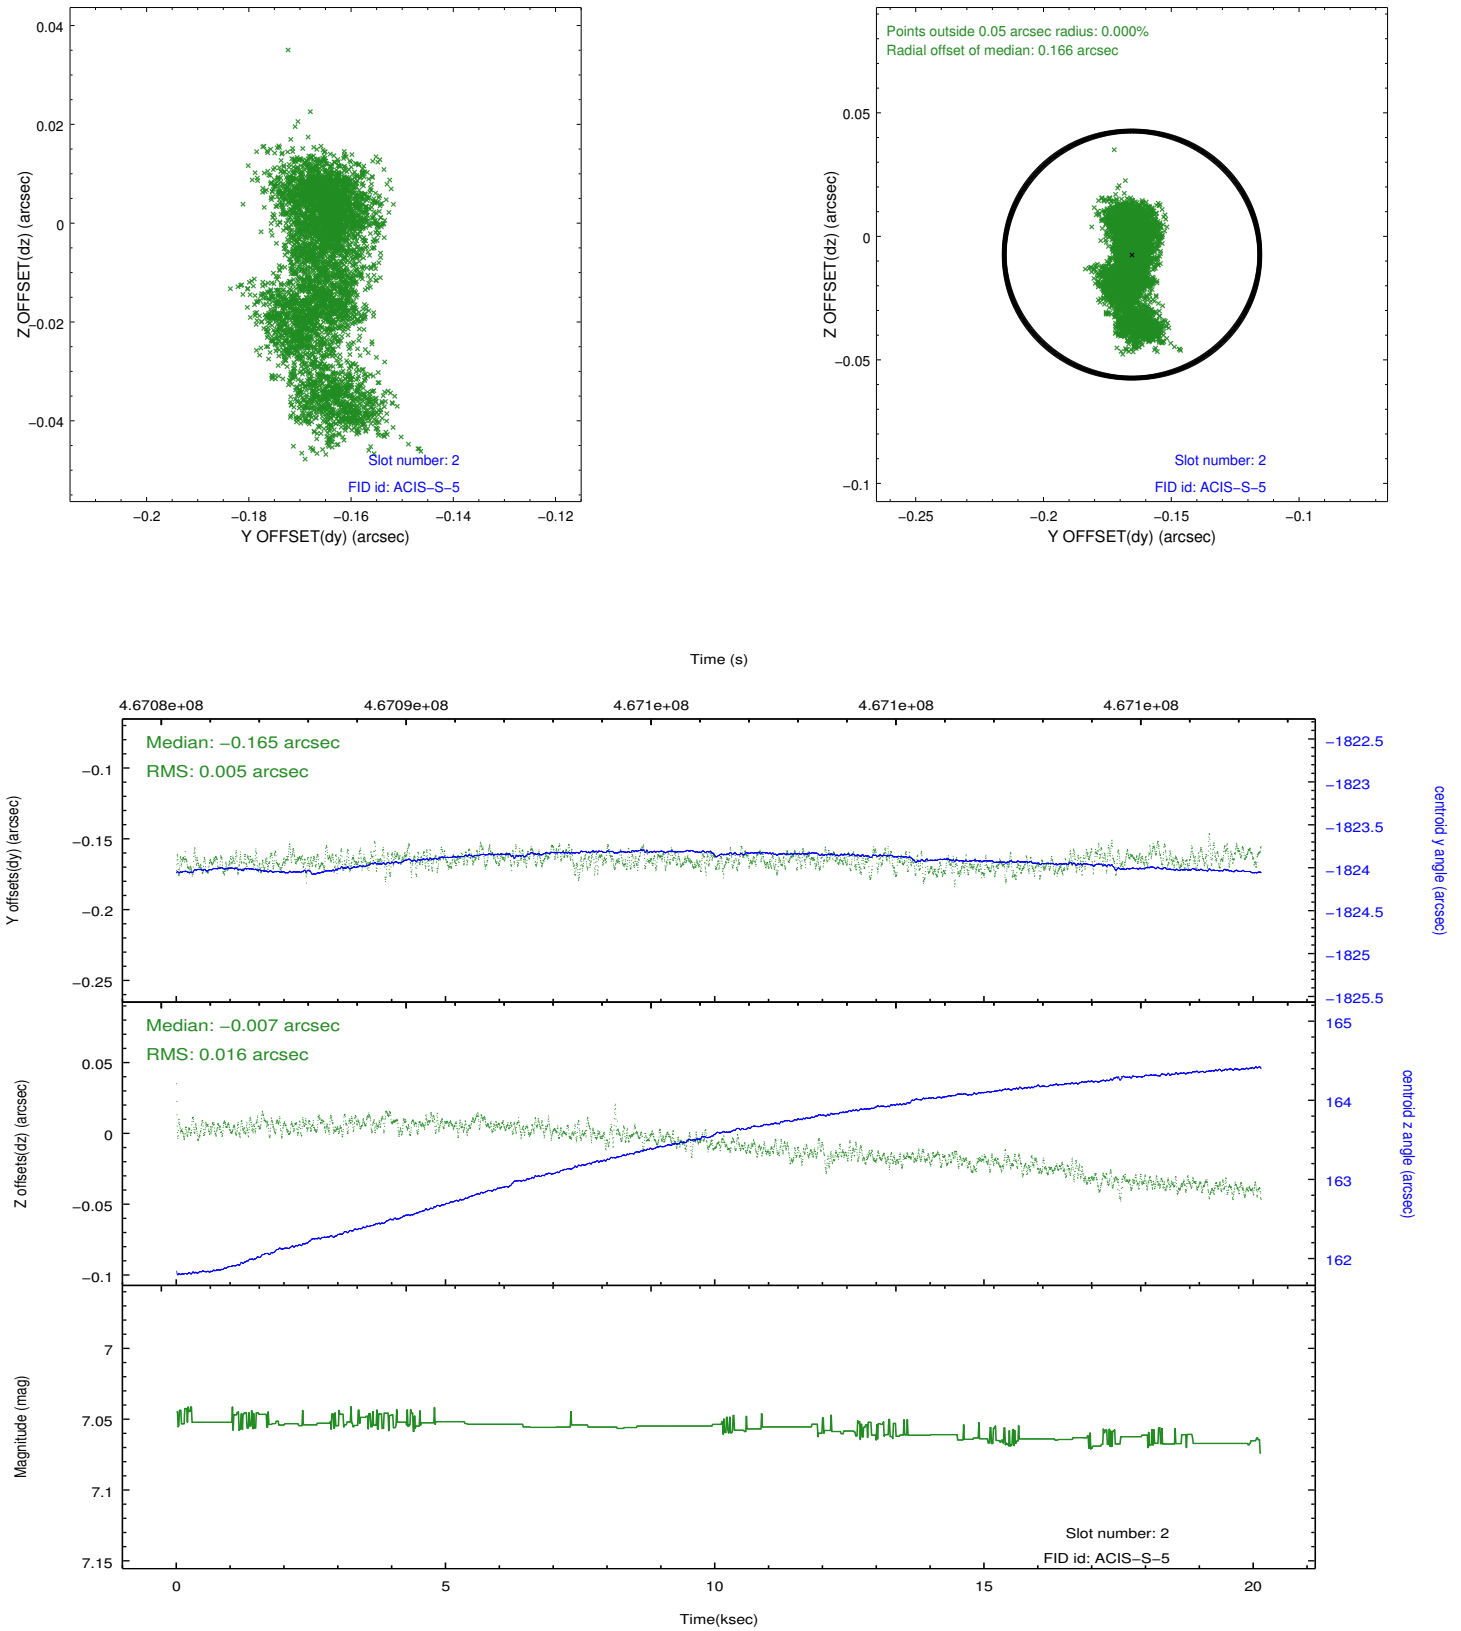 0.04
0.02
0
−0.02
−0.04
Z OFFSET(dz) (arcsec)
Slot number: 2
FID id: ACIS−S−5
−0.2
−0.18
−0.16
−0.14
−0.12
Y OFFSET(dy) (arcsec)
Points outside 0.05 arcsec radius: 0.000%
Radial offset of median: 0.166 arcsec
0.05
0
−0.05
−0.1
Z OFFSET(dz) (arcsec)
Slot number: 2
FID id: ACIS−S−5
−0.25
−0.2
−0.15
−0.1
Y OFFSET(dy) (arcsec)
Time (s)
4.6708e+08
4.6709e+08
4.671e+08
4.671e+08
4.671e+08
Median: −0.165 arcsec
RMS: 0.005 arcsec
−0.1
−0.15
−0.2
−0.25
Y offsets(dy) (arcsec)
−1822.5
−1823
−1823.5
−1824
−1824.5
−1825
−1825.5
centroid y angle (arcsec)
Median: −0.007 arcsec
RMS: 0.016 arcsec
0.05
0
−0.05
−0.1
Z offsets(dz) (arcsec)
165
164
163
162
centroid z angle (arcsec)
7
7.05
7.1
7.15
Magnitude (mag)
Slot number: 2
FID id: ACIS−S−5
0
5
10
15
20
Time(ksec)